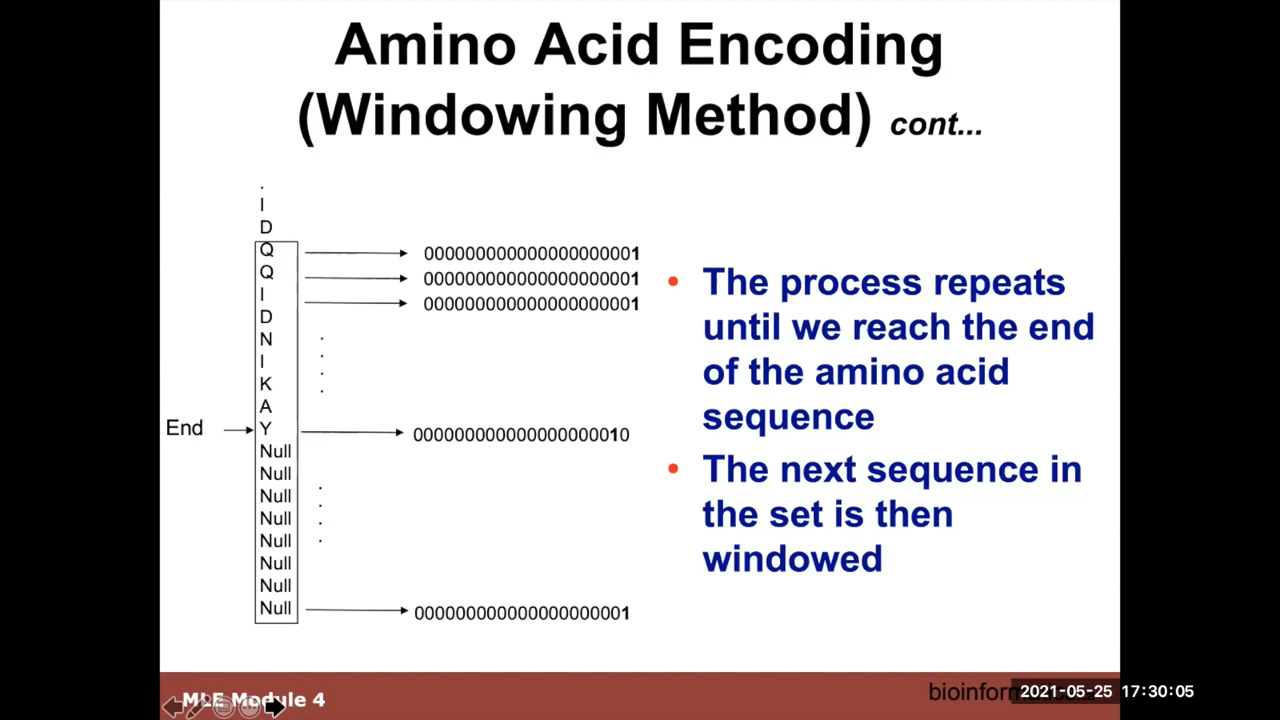 Amino Acid Encoding
(Windowing Method) cont...
.
I
D
Q 000000000000000000001
Q 000000000000000000001
I 000000000000000000001
D
N
I
K
A
End Y 000000000000000000010
Null
Null
Null
Null
Null
Null
Null
Null 000000000000000000001
• The process repeats
until we reach the end
of the amino acid
sequence
• The next sequence in
the set is then
windowed
MLE Module 4
2021-05-25 17:30:05